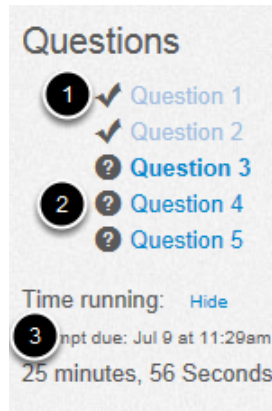 Questions
1 Question 1
Question 2
? Question 3
2 ? Question 4
? Question 5
Time running: Hide
3 mpt due: Jul 9 at 11:29am
25 minutes, 56 Seconds